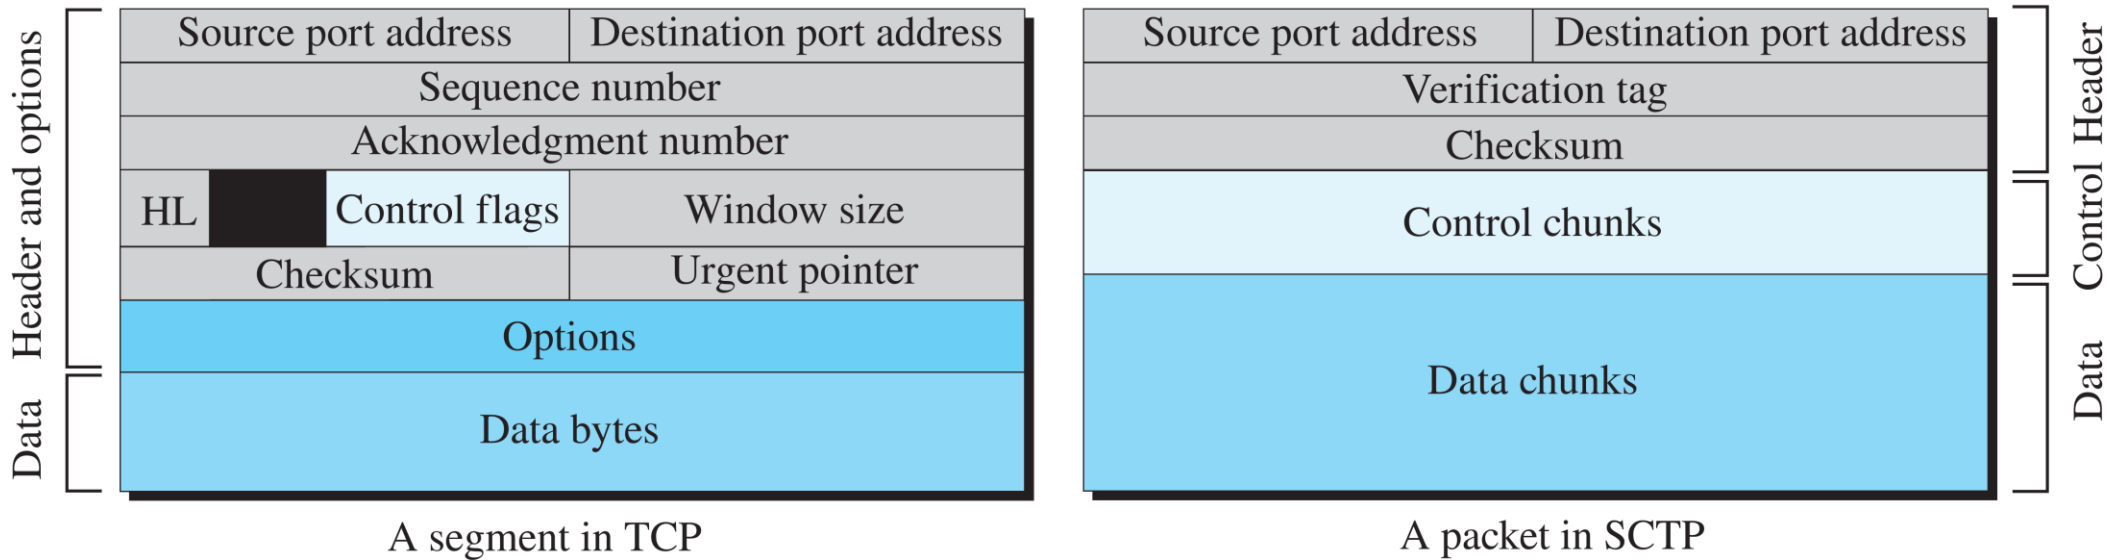 Header and options
Data
Source port address
Destination port address
Sequence number
Acknowledgment number
HL
Control flags
Window size
Checksum
Urgent pointer
Options
Data bytes
A segment in TCP
Source port address
Destination port address
Verification tag
Checksum
Control chunks
Data chunks
Header
Control
Data
A packet in SCTP